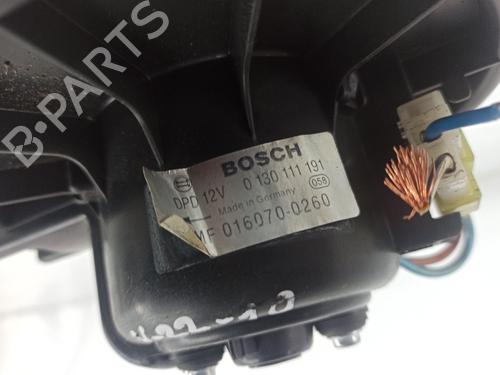 B-PARTS
BOSCH
DPD 12V 0 130 111 191
Made in Germany 058
MF 016070-0260